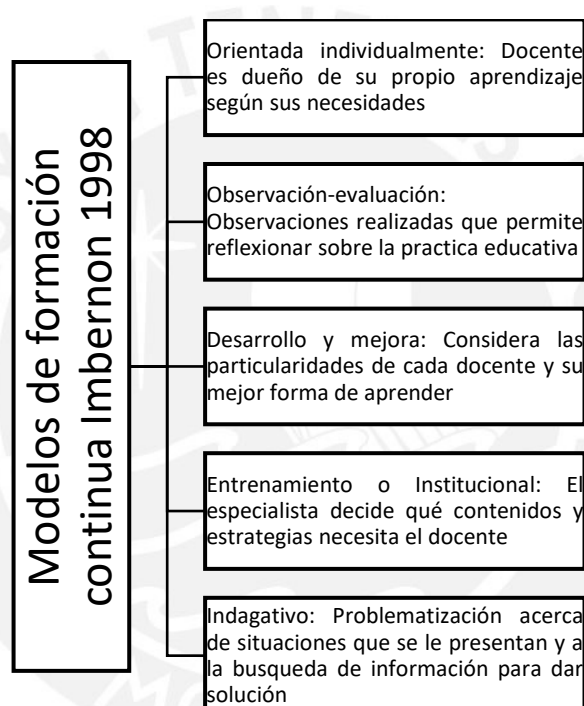 Modelos de formación
continua Imbernon 1998
Orientada individualmente: Docente
es dueño de su propio aprendizaje
según sus necesidades
Observación-evaluación:
Observaciones realizadas que permite
reflexionar sobre la practica educativa
Desarrollo y mejora: Considera las
particularidades de cada docente y su
mejor forma de aprender
Entrenamiento o Institucional: El
especialista decide qué contenidos y
estrategias necesita el docente
Indagativo: Problematización acerca
de situaciones que se le presentan y a
la busqueda de información para dar
solución